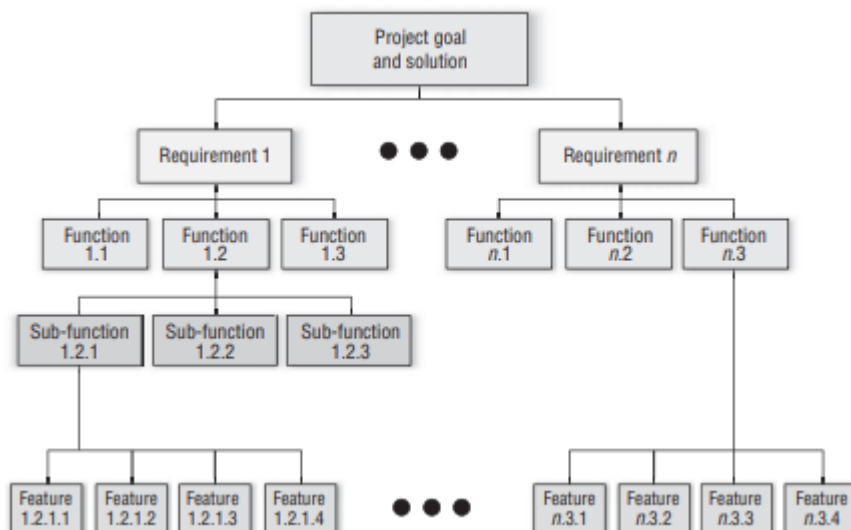 Project goal
and solution
Requirement 1
Requirement n
Function
1.1
Function
1.2
Function
1.3
Function
n.1
Function
n.2
Function
n.3
Sub-function
1.2.1
Sub-function
1.2.2
Sub-function
1.2.3
Feature
1.2.1.1
Feature
1.2.1.2
Feature
1.2.1.3
Feature
1.2.1.4
Feature
n.3.1
Feature
n.3.2
Feature
n.3.3
Feature
n.3.4